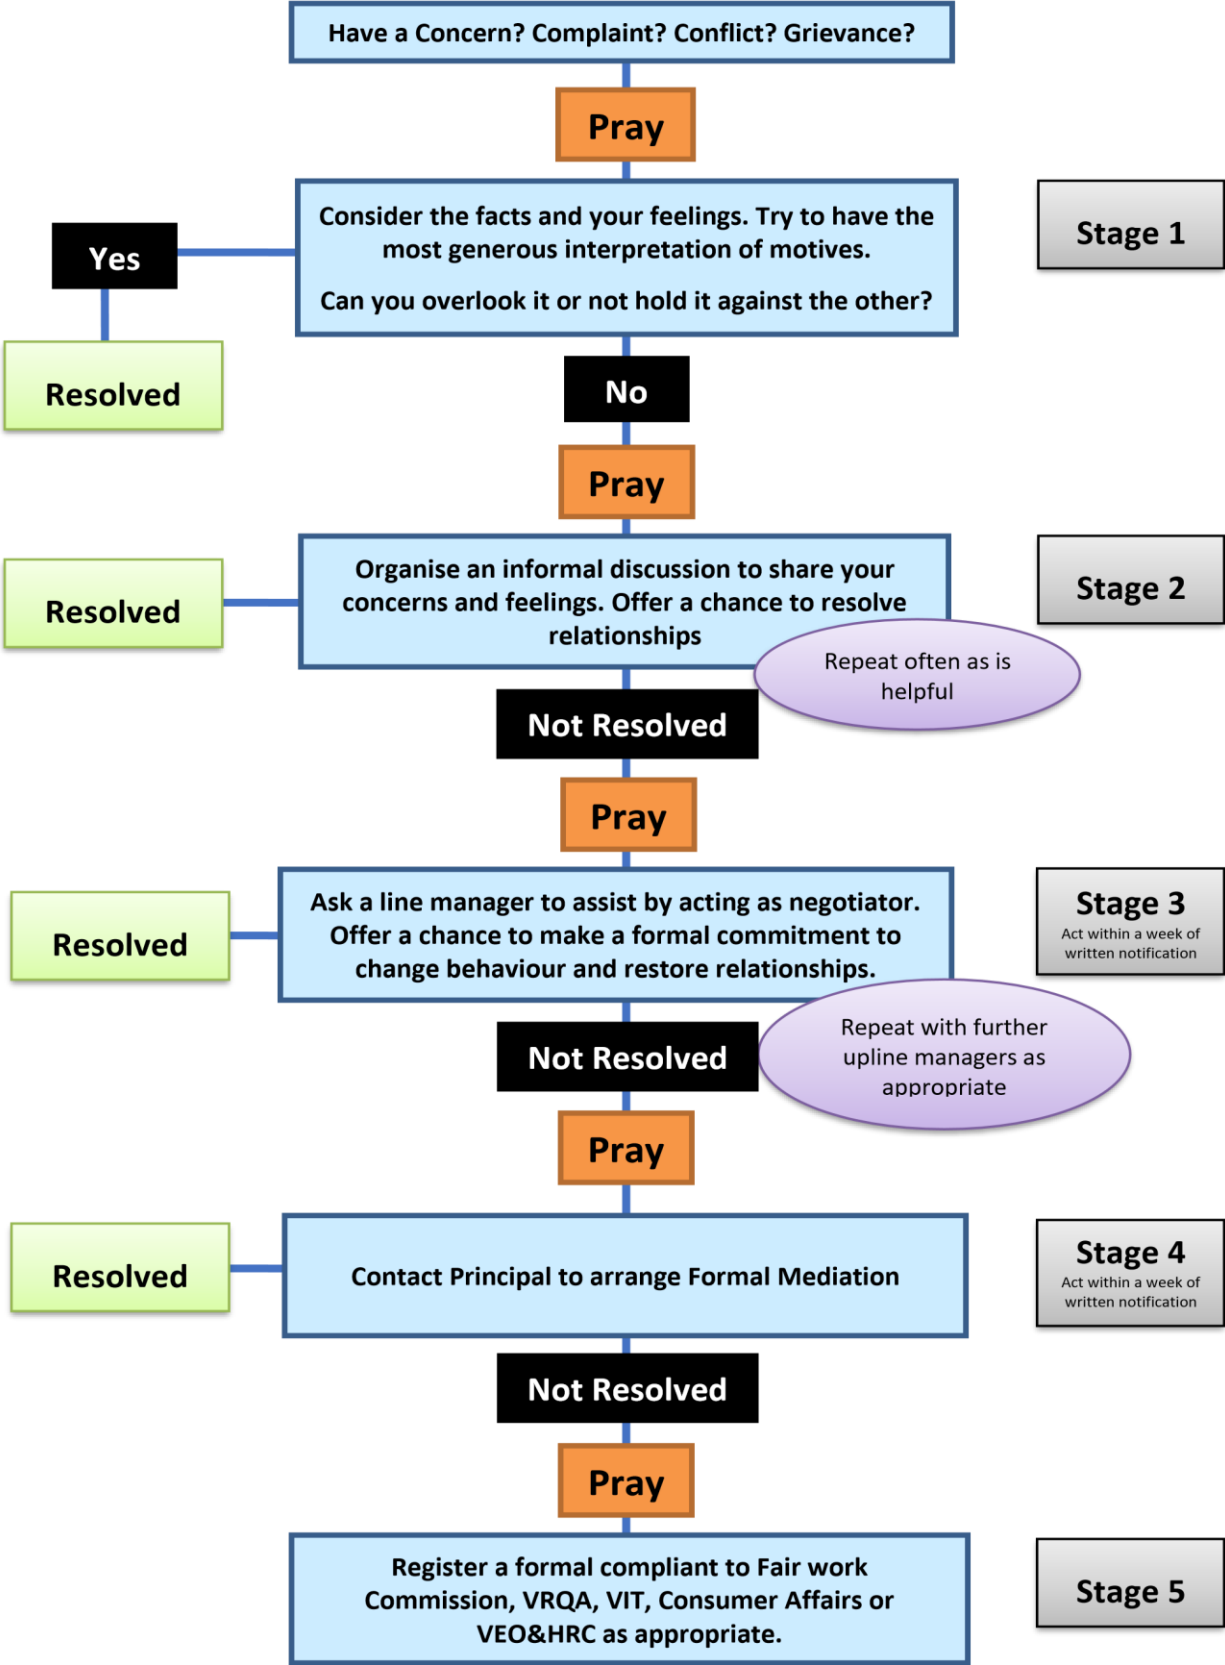 Have a Concern? Complaint? Conflict? Grievance?
Pray
Consider the facts and your feelings. Try to have the
most generous interpretation of motives.
Can you overlook it or not hold it against the other?
Stage 1
Yes
Resolved
No
Pray
Organise an informal discussion to share your
concerns and feelings. Offer a chance to resolve
relationships
Resolved
Stage 2
Repeat often as is
helpful
Not Resolved
Pray
Ask a line manager to assist by acting as negotiator.
Offer a chance to make a formal commitment to
change behaviour and restore relationships.
Resolved
Stage 3
Act within a week of
written notification
Repeat with further
upline managers as
appropriate
Not Resolved
Pray
Contact Principal to arrange Formal Mediation
Resolved
Stage 4
Act within a week of
written notification
Not Resolved
Pray
Register a formal compliant to Fair work
Commission, VRQA, VIT, Consumer Affairs or
VEO&HRC as appropriate.
Stage 5